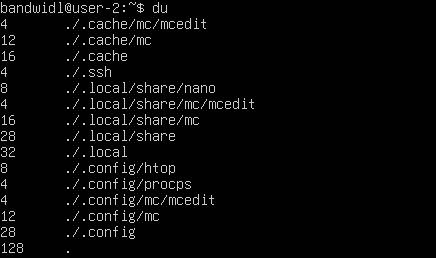 bandwidl@user-2:~$ du
4       ./.cache/mc/mcedit
12      ./.cache/mc
16      ./.cache
4       ./.ssh
8       ./.local/share/nano
4       ./.local/share/mc/mcedit
16      ./.local/share/mc
28      ./.local/share
32      ./.local
8       ./.config/htop
4       ./.config/procps
4       ./.config/mc/mcedit
12      ./.config/mc
28      ./.config
128     .